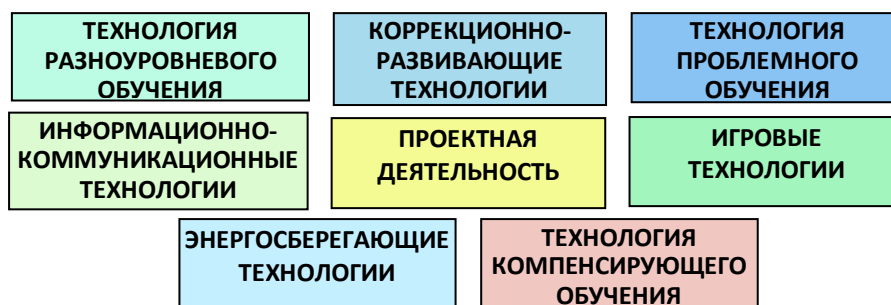 ТЕХНОЛОГИЯ
РАЗНОУРОВНЕВОГО
ОБУЧЕНИЯ
КОРРЕКЦИОННО-
РАЗВИВАЮЩИЕ
ТЕХНОЛОГИИ
ТЕХНОЛОГИЯ
ПРОБЛЕМНОГО
ОБУЧЕНИЯ
ИНФОРМАЦИОННО-
КОММУНИКАЦИОННЫЕ
ТЕХНОЛОГИИ
ПРОЕКТНАЯ
ДЕЯТЕЛЬНОСТЬ
ИГРОВЫЕ
ТЕХНОЛОГИИ
ЭНЕРГОСБЕРЕГАЮЩИЕ
ТЕХНОЛОГИИ
ТЕХНОЛОГИЯ
КОМПЕНСИРУЮЩЕГО
ОБУЧЕНИЯ